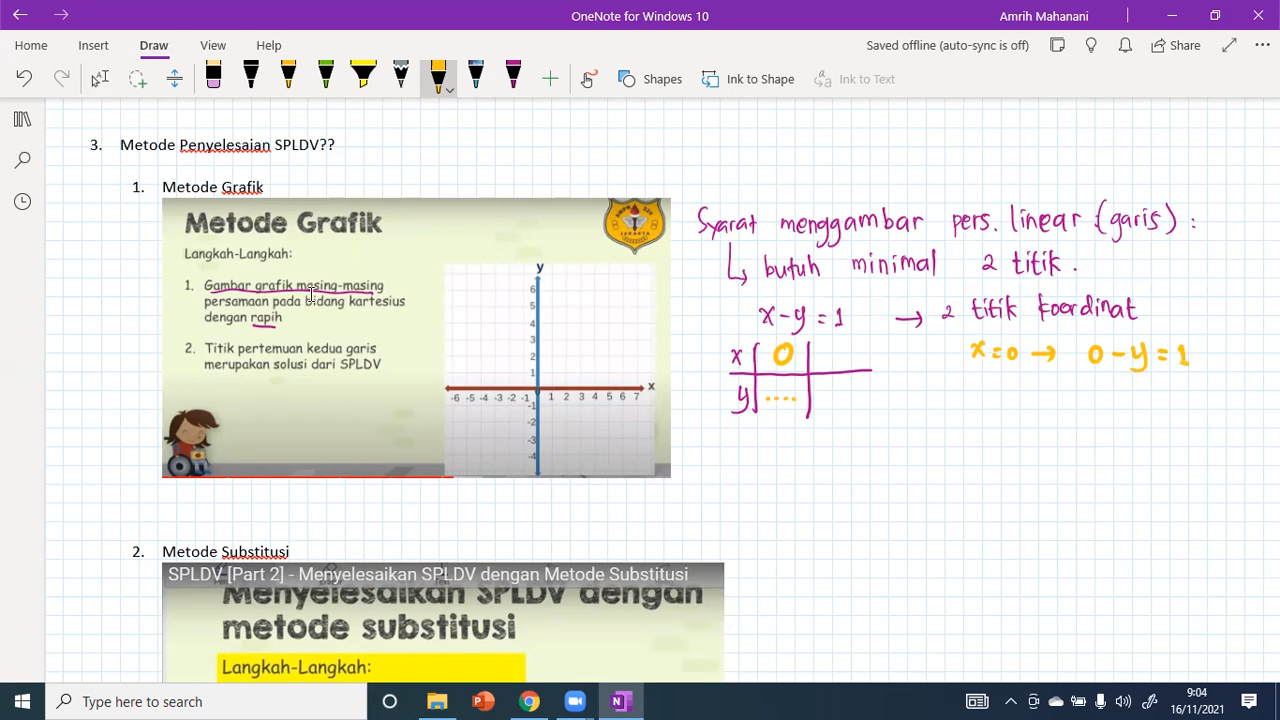 OneNote for Windows 10
Amrih Mahanani
Home Insert Draw View Help
Saved offline (auto-sync is off)
Share
Shapes
Ink to Shape
Ink to Text
3. Metode Penyelesaian SPLDV??
1. Metode Grafik
Metode Grafik
Langkah-Langkah:
1. Gambar grafik masing-masing
persamaan pada bidang kartesius
dengan rapih
2. Titik pertemuan kedua garis
merupakan solusi dari SPLDV
y
6
5
4
3
2
1
-6 -5 -4 -3 -2 -1 1 2 3 4 5 6 7 x
-1
-2
-3
-4
Syarat menggambar pers. linear (garis) :
↳ butuh minimal 2 titik.
x-y = 1 → 2 titik koordinat
x 0
y ....
x=0 → 0-y=1
2. Metode Substitusi
SPLDV [Part 2] - Menyelesaikan SPLDV dengan Metode Substitusi
Menyelesaikan SPLDV dengan
metode substitusi
Langkah-Langkah:
Type here to search
9:04
16/11/2021